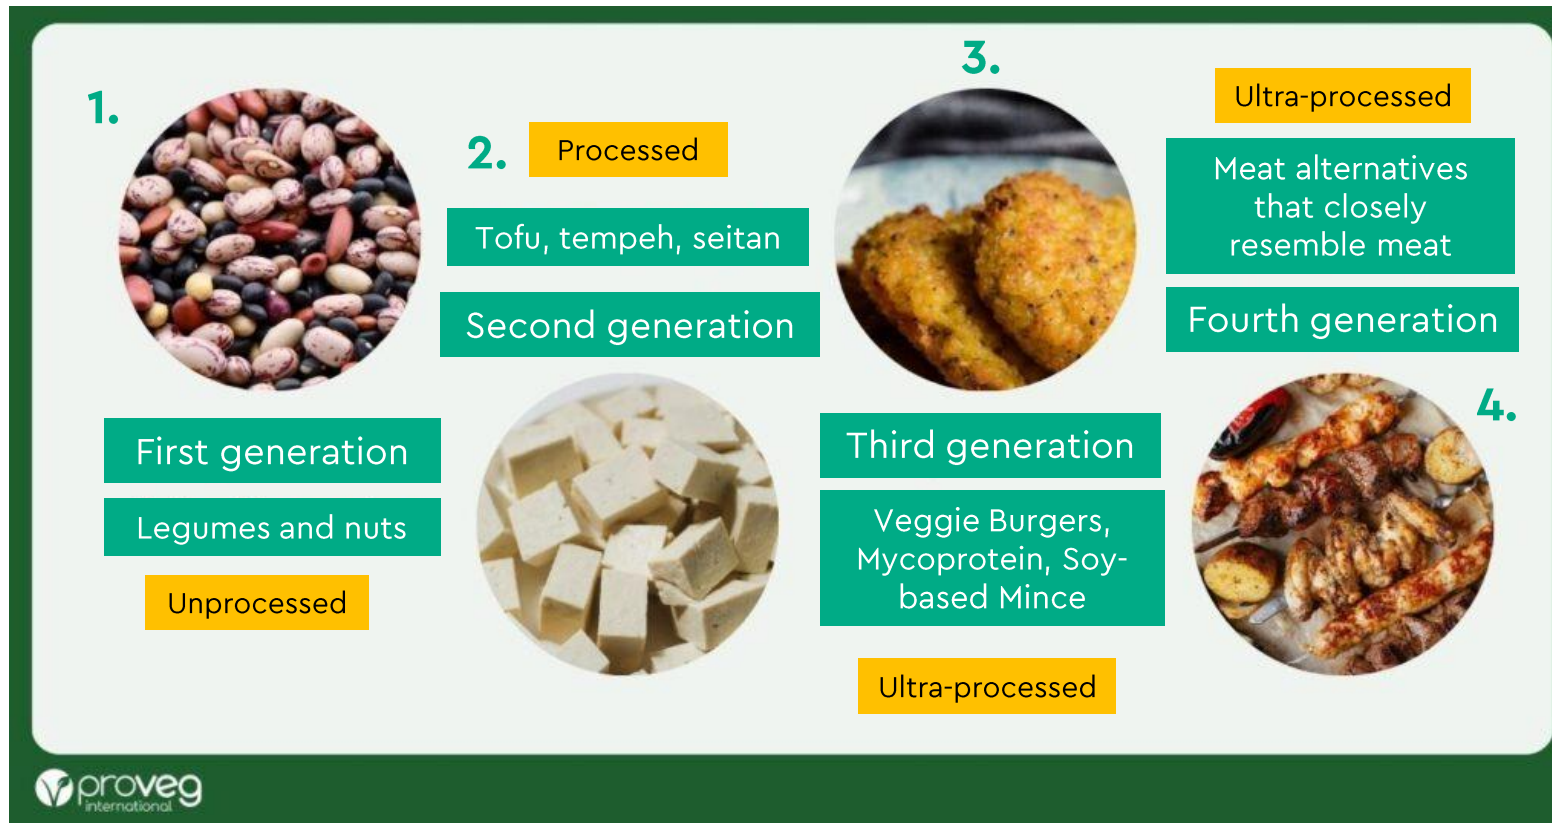 1.
First generation
Legumes and nuts
Unprocessed
2.
Processed
Tofu, tempeh, seitan
Second generation
3.
Third generation
Veggie Burgers,
Mycoprotein, Soy-
based Mince
Ultra-processed
Ultra-processed
Meat alternatives
that closely
resemble meat
Fourth generation
4.
proveg
international